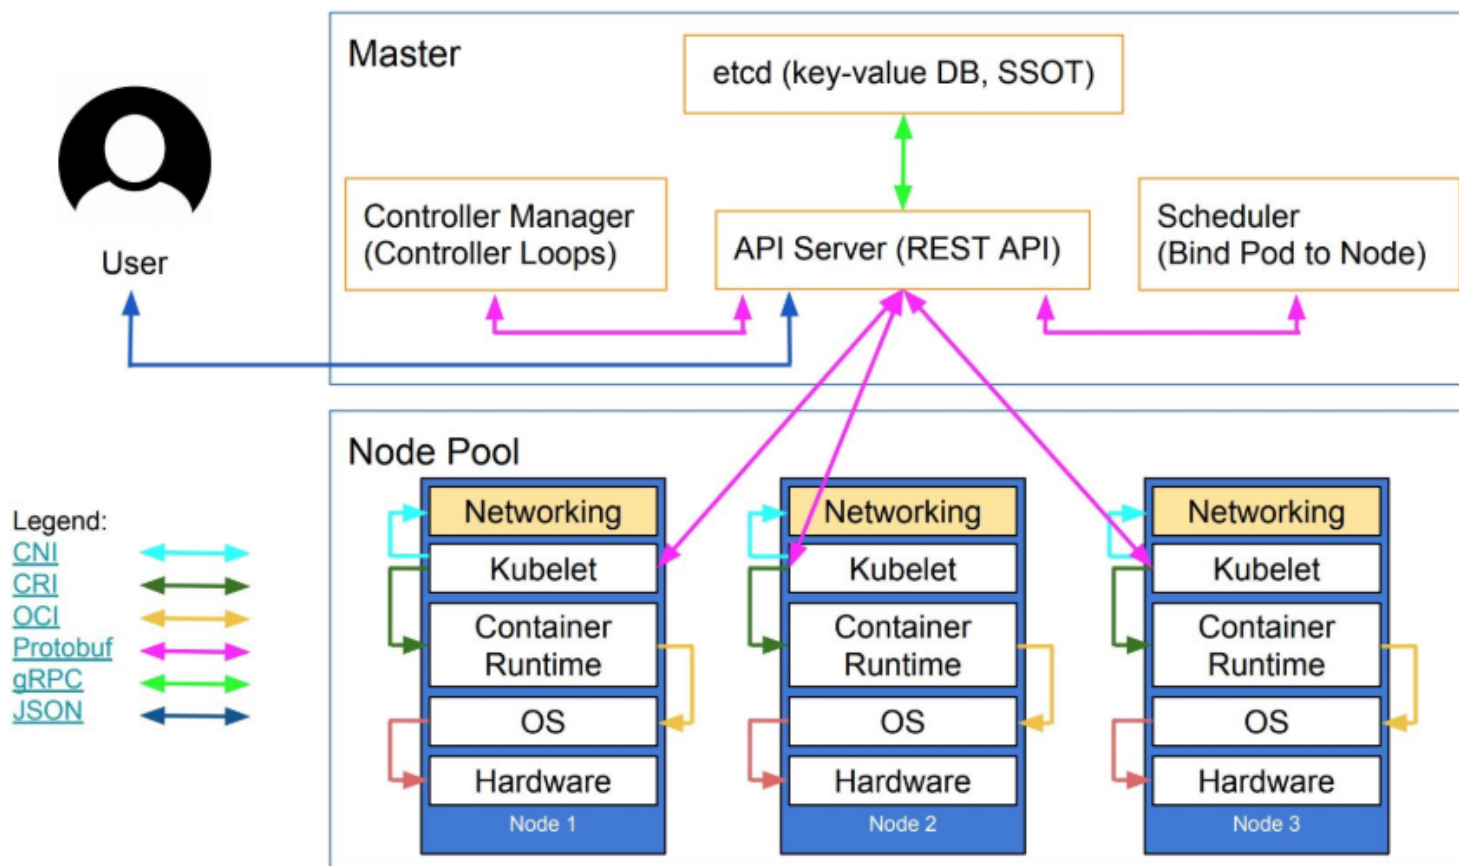 Master
etcd (key-value DB, SSOT)
Controller Manager
(Controller Loops)
API Server (REST API)
Scheduler
(Bind Pod to Node)
User
Node Pool
Networking
Kubelet
Container
Runtime
OS
Hardware
Node 1
Networking
Kubelet
Container
Runtime
OS
Hardware
Node 2
Networking
Kubelet
Container
Runtime
OS
Hardware
Node 3
Legend:
CNI
CRI
OCI
Protobuf
gRPC
JSON